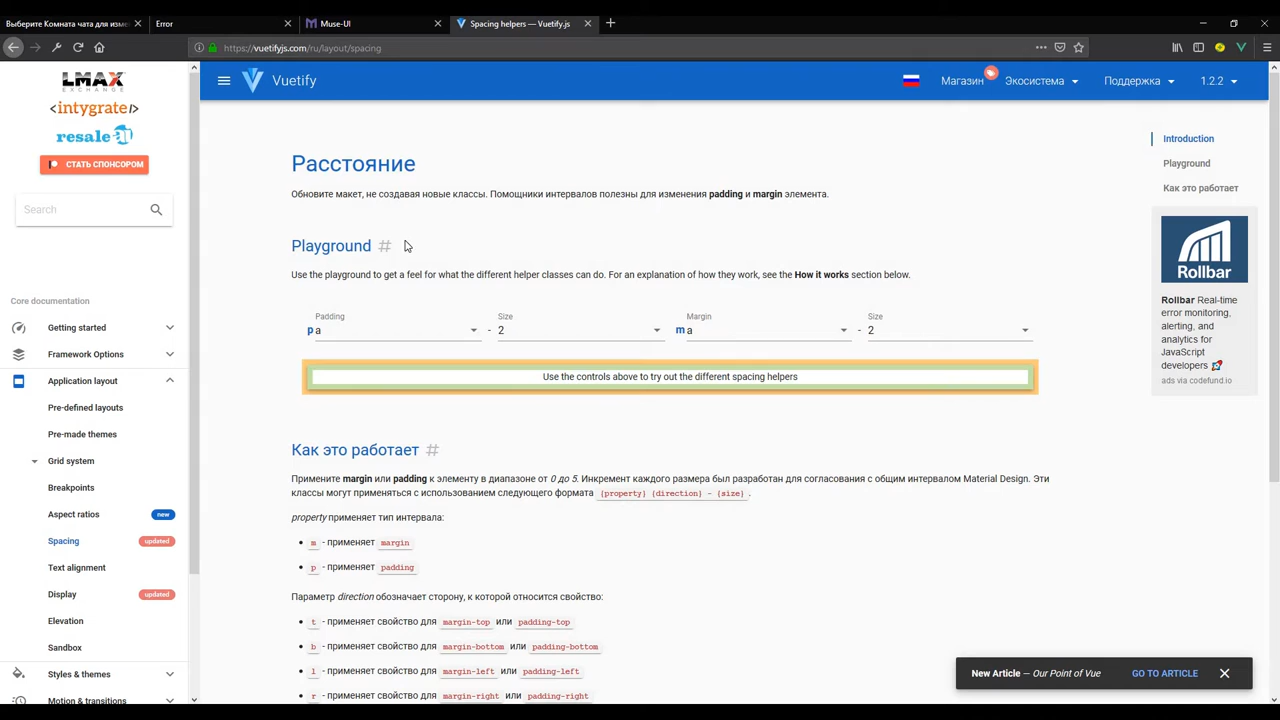 Выберите Комната чата для изме
Error
Muse-UI
Spacing helpers — Vuetify.js
https://vuetifyjs.com/ru/layout/spacing
LMAX
EXCHANGE
<intygrate/>
resale ai
СТАТЬ СПОНСОРОМ
Search
Core documentation
Getting started
Framework Options
Application layout
Pre-defined layouts
Pre-made themes
Grid system
Breakpoints
Aspect ratios new
Spacing updated
Text alignment
Display updated
Elevation
Sandbox
Styles & themes
Motion & transitions
Vuetify
Магазин
Экосистема
Поддержка
1.2.2
Расстояние
Обновите макет, не создавая новые классы. Помощники интервалов полезны для изменения padding и margin элемента.
Playground #
Use the playground to get a feel for what the different helper classes can do. For an explanation of how they work, see the How it works section below.
Padding Size Margin Size
p a - 2 m a - 2
Use the controls above to try out the different spacing helpers
Как это работает #
Примените margin или padding к элементу в диапазоне от 0 до 5. Инкремент каждого размера был разработан для согласования с общим интервалом Material Design. Эти
классы могут применяться с использованием следующего формата {property} {direction} - {size} .
property применяет тип интервала:
m - применяет margin
p - применяет padding
Параметр direction обозначает сторону, к которой относится свойство:
t - применяет свойство для margin-top или padding-top
b - применяет свойство для margin-bottom или padding-bottom
l - применяет свойство для margin-left или padding-left
r - применяет свойство для margin-right или padding-right
Introduction
Playground
Как это работает
Rollbar
Rollbar Real-time
error monitoring,
alerting, and
analytics for
JavaScript
developers 🚀
ads via codefund.io
New Article — Our Point of Vue GO TO ARTICLE